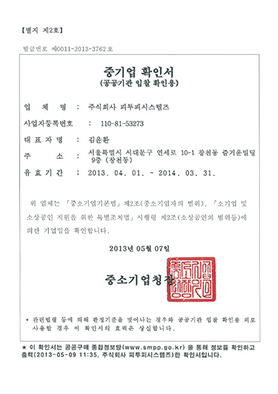 【별지 제2호】
발급번호 제0011-2013-3762호
중기업 확인서
(공공기관 입찰 확인용)
업 체 명 : 주식회사 피투피시스템즈
사업자등록번호 : 110-81-53273
대 표 자 명 : 김윤환
주 소 : 서울특별시 서대문구 연세로 10-1 창천동 즐거운빌딩
9층 (창천동)
유 효 기 간 : 2013. 04. 01. ~ 2014. 03. 31.
위 업체는 「중소기업기본법」제2조(중소기업자의 범위), 「소기업 및
소상공인 지원을 위한 특별조치법」시행령 제2조(소상공인의 범위등)에
의한 기업임을 확인합니다.
2013년 05월 07일
중소기업청장
* 관련법령 등에 의해 판정기준을 벗어나는 경우와 공공기관 입찰 확인용 외로
사용할 경우 이 확인서의 효력은 상실합니다.
★ 이 확인서는 공공구매 종합정보망(www.smpp.go.kr) 을 통해 정보를 확인하고
출력(2013-05-09 11:35, 주식회사 피투피시스템즈)한 확인서입니다.